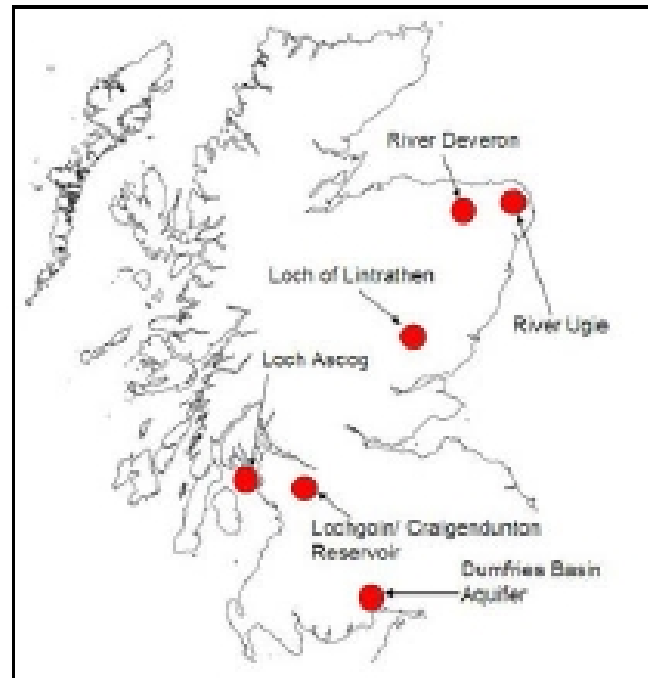 River Deveron
Loch of Lintrathen
River Ugie
Loch Ascog
Lochgoin/ Craigendunton
Reservoir
Dumfries Basin
Aquifer